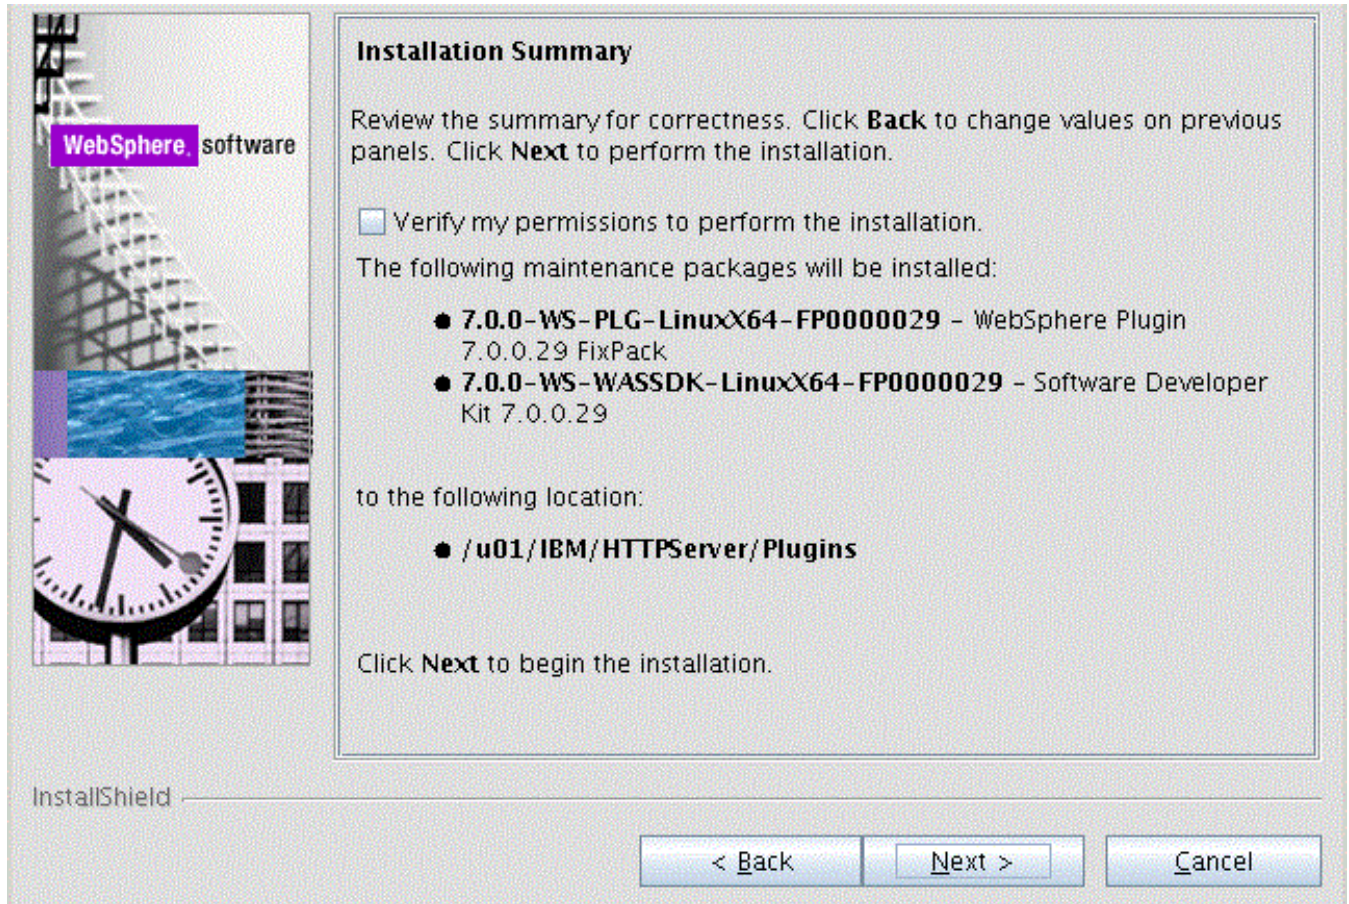 WebSphere. software
Installation Summary
Review the summary for correctness. Click Back to change values on previous
panels. Click Next to perform the installation.
Verify my permissions to perform the installation.
The following maintenance packages will be installed:
● 7.0.0-WS-PLG-LinuxX64-FP0000029 – WebSphere Plugin
7.0.0.29 FixPack
● 7.0.0-WS-WASSDK-LinuxX64-FP0000029 – Software Developer
Kit 7.0.0.29
to the following location:
● /u01/IBM/HTTPServer/Plugins
Click Next to begin the installation.
InstallShield
< Back
Next >
Cancel